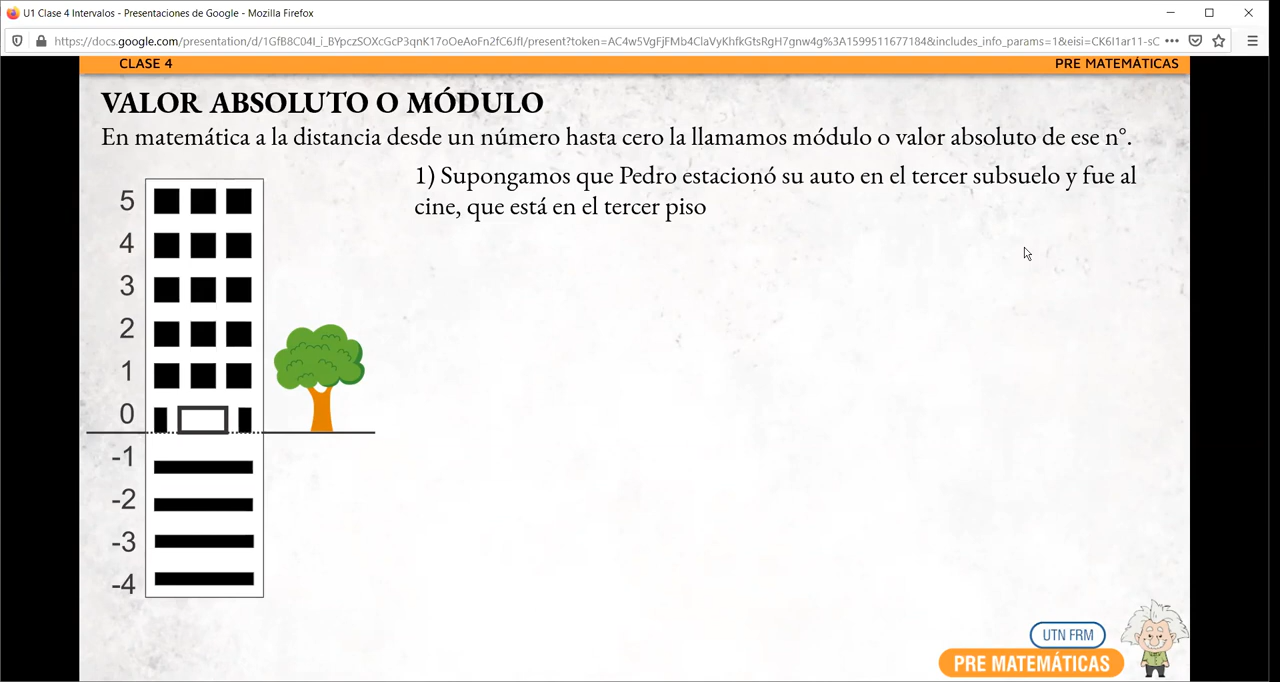 U1 Clase 4 Intervalos - Presentaciones de Google - Mozilla Firefox
https://docs.google.com/presentation/d/1GfB8C04I_i_BYpczSOXcGcP3qnK17oOeAoFn2fC6JfI/present?token=AC4w5VgFjFMb4ClaVyKhfkGtsRgH7gnw4g%3A1599511677184&includes_info_params=1&eisi=CK6I1ar11-sC
CLASE 4
PRE MATEMÁTICAS
VALOR ABSOLUTO O MÓDULO
En matemática a la distancia desde un número hasta cero la llamamos módulo o valor absoluto de ese n°.
1) Supongamos que Pedro estacionó su auto en el tercer subsuelo y fue al
cine, que está en el tercer piso
5
4
3
2
1
0
-1
-2
-3
-4
UTN FRM
PRE MATEMÁTICAS